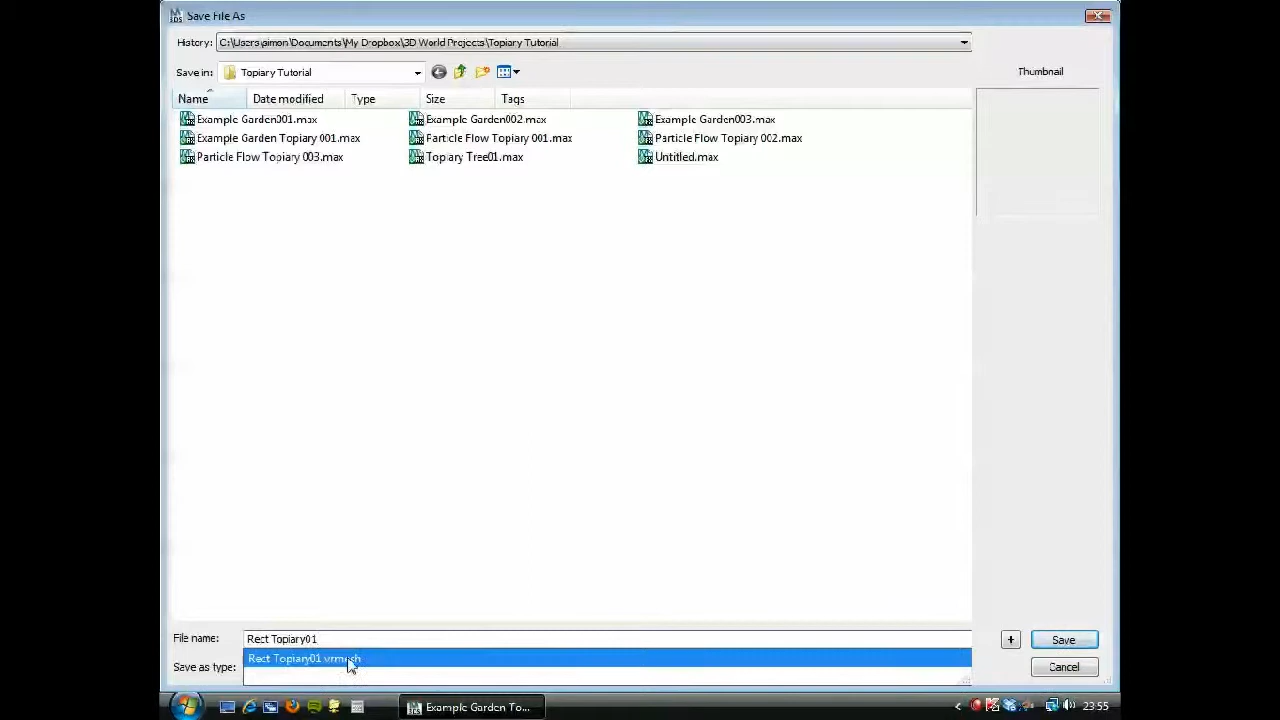 Save File As
History: C:\Users\simon\Documents\My Dropbox\3D World Projects\Topiary Tutorial
Save in: Topiary Tutorial
Thumbnail
Name Date modified Type Size Tags
Example Garden001.max Example Garden002.max Example Garden003.max
Example Garden Topiary 001.max Particle Flow Topiary 001.max Particle Flow Topiary 002.max
Particle Flow Topiary 003.max Topiary Tree01.max Untitled.max
File name: Rect Topiary01
+ Save
Rect Topiary01.vrmesh
Save as type:
Cancel
Example Garden To...
23:55